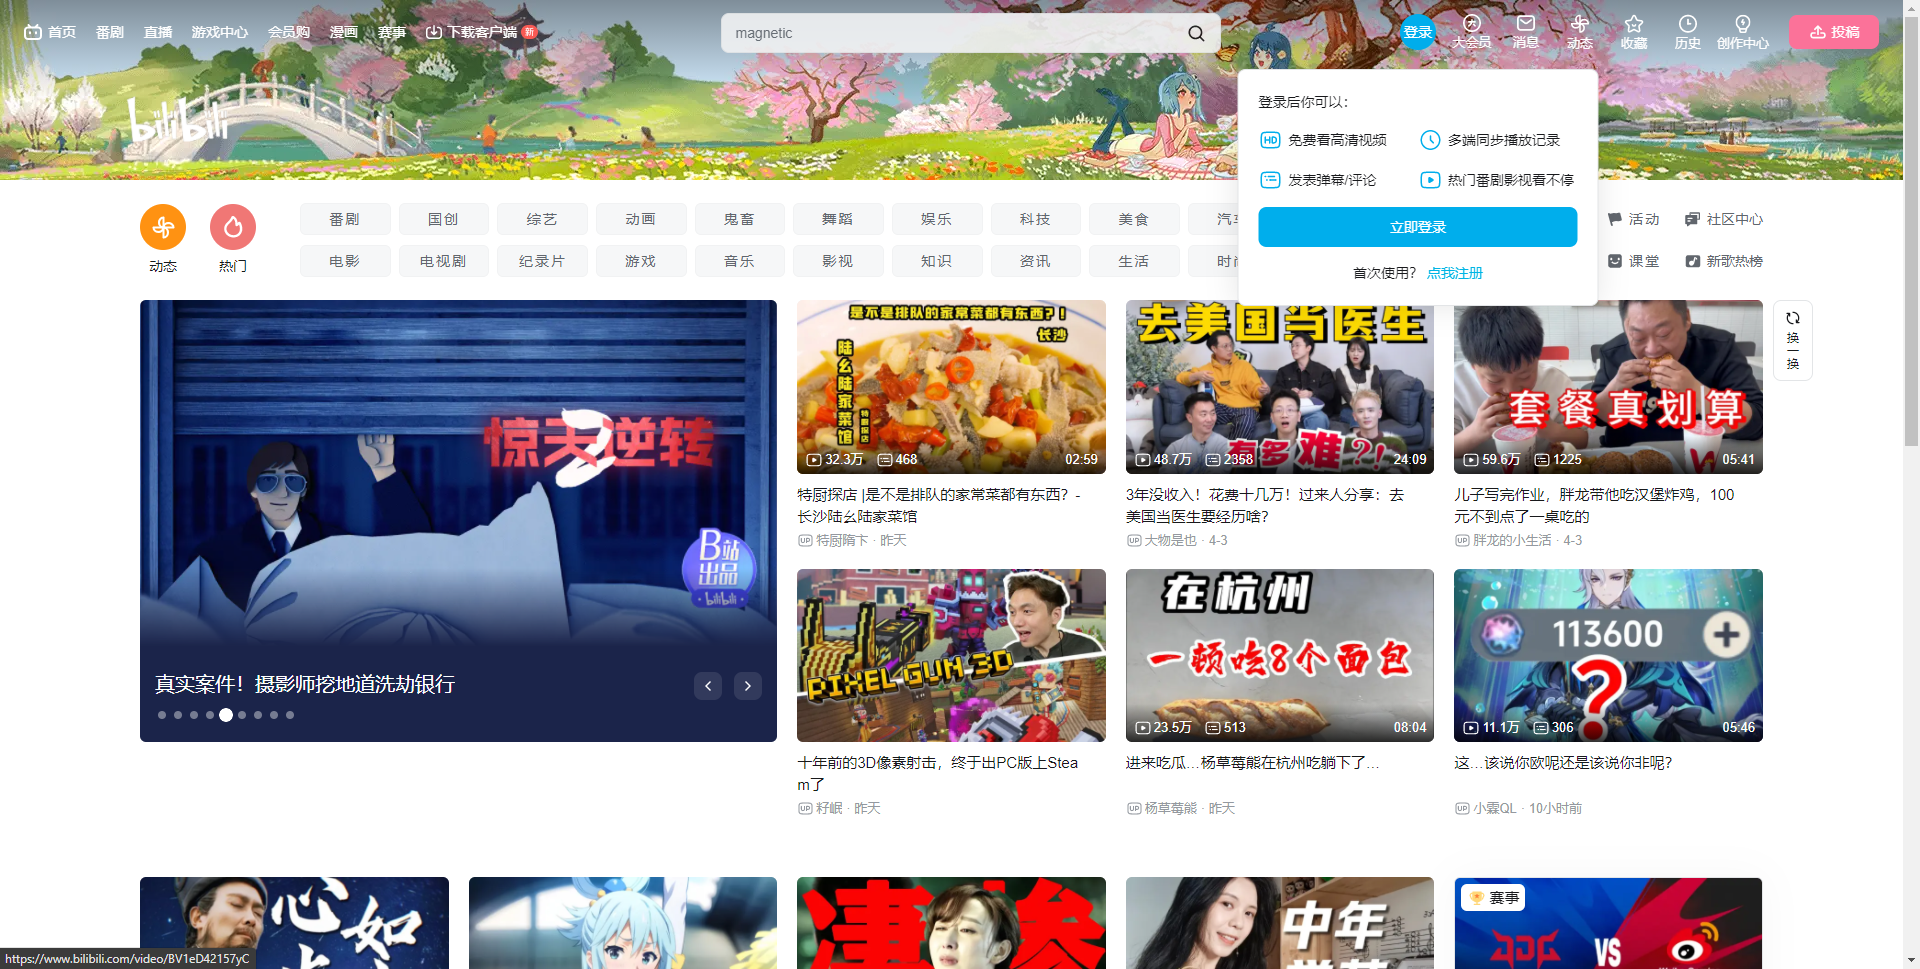 首页 番剧 直播 游戏中心 会员购 漫画 赛事 下载客户端 新
magnetic
登录 大会员 消息 动态 收藏 历史 创作中心 投稿
bilibili
登录后你可以：
HD 免费看高清视频 多端同步播放记录
发表弹幕/评论 热门番剧影视看不停
立即登录
首次使用？ 点我注册
动态 热门
番剧 国创 综艺 动画 鬼畜 舞蹈 娱乐 科技 美食 汽车 活动 社区中心
电影 电视剧 纪录片 游戏 音乐 影视 知识 资讯 生活 时尚 课堂 新歌热榜
惊天逆转
2
B站
出品
bilibili
真实案件！摄影师挖地道洗劫银行
是不是排队的家常菜都有东西?!
长沙
陆幺陆家菜馆
特厨探店
32.3万 468 02:59
特厨探店 |是不是排队的家常菜都有东西？-
长沙陆幺陆家菜馆
UP 特厨隋卞 · 昨天
去美国当医生
有多难?!
48.7万 2358 24:09
3年没收入！花费十几万！过来人分享：去
美国当医生要经历啥?
UP 大物是也 · 4-3
套餐真划算
59.6万 1225 05:41
儿子写完作业，胖龙带他吃汉堡炸鸡，100
元不到点了一桌吃的
UP 胖龙的小生活 · 4-3
换一换
PIXEL GUN 3D
十年前的3D像素射击，终于出PC版上Stea
m了
UP 籽岷 · 昨天
在杭州
一顿吃8个面包
23.5万 513 08:04
进来吃瓜…杨草莓熊在杭州吃躺下了…
UP 杨草莓熊 · 昨天
113600
?
11.1万 306 05:46
这…该说你欧呢还是该说你非呢?
UP 小霖QL · 10小时前
心如
凄惨
中年
赛事
VS
https://www.bilibili.com/video/BV1eD42157yC